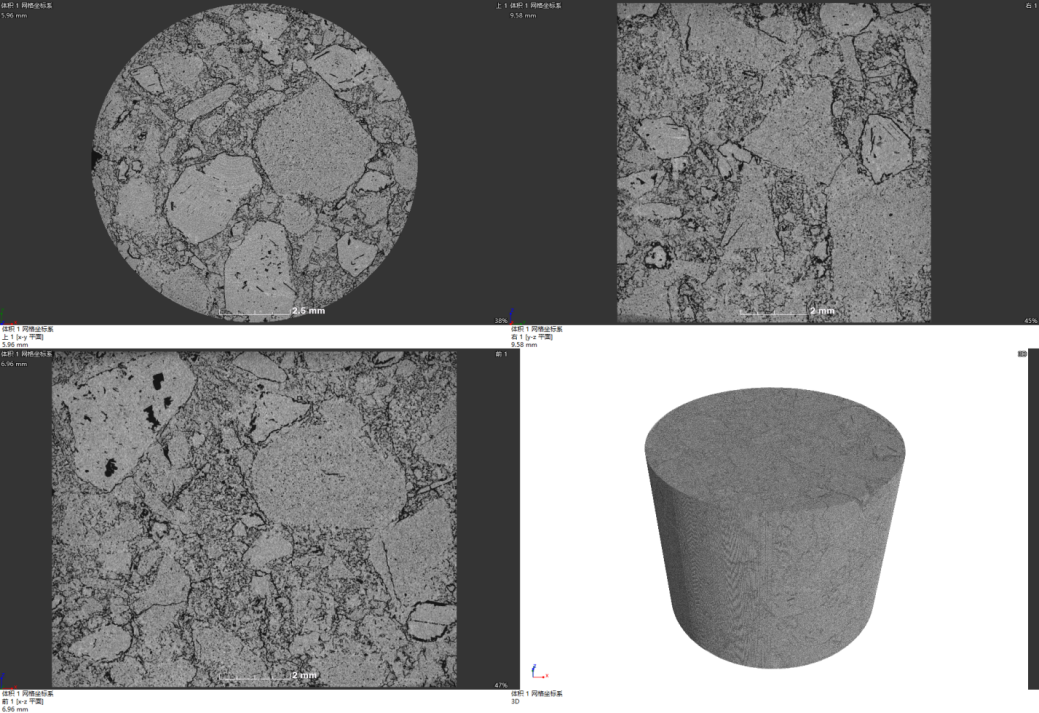 体积 1 网格坐标系
5.96 mm
上 1
2.5 mm
38%
体积 1 网格坐标系
上 1 [x-y 平面]
5.96 mm
体积 1 网格坐标系
9.58 mm
右 1
2 mm
45%
体积 1 网格坐标系
右 1 [y-z 平面]
9.58 mm
体积 1 网格坐标系
6.96 mm
前 1
2 mm
47%
体积 1 网格坐标系
前 1 [x-z 平面]
6.96 mm
体积 1 网格坐标系
3D